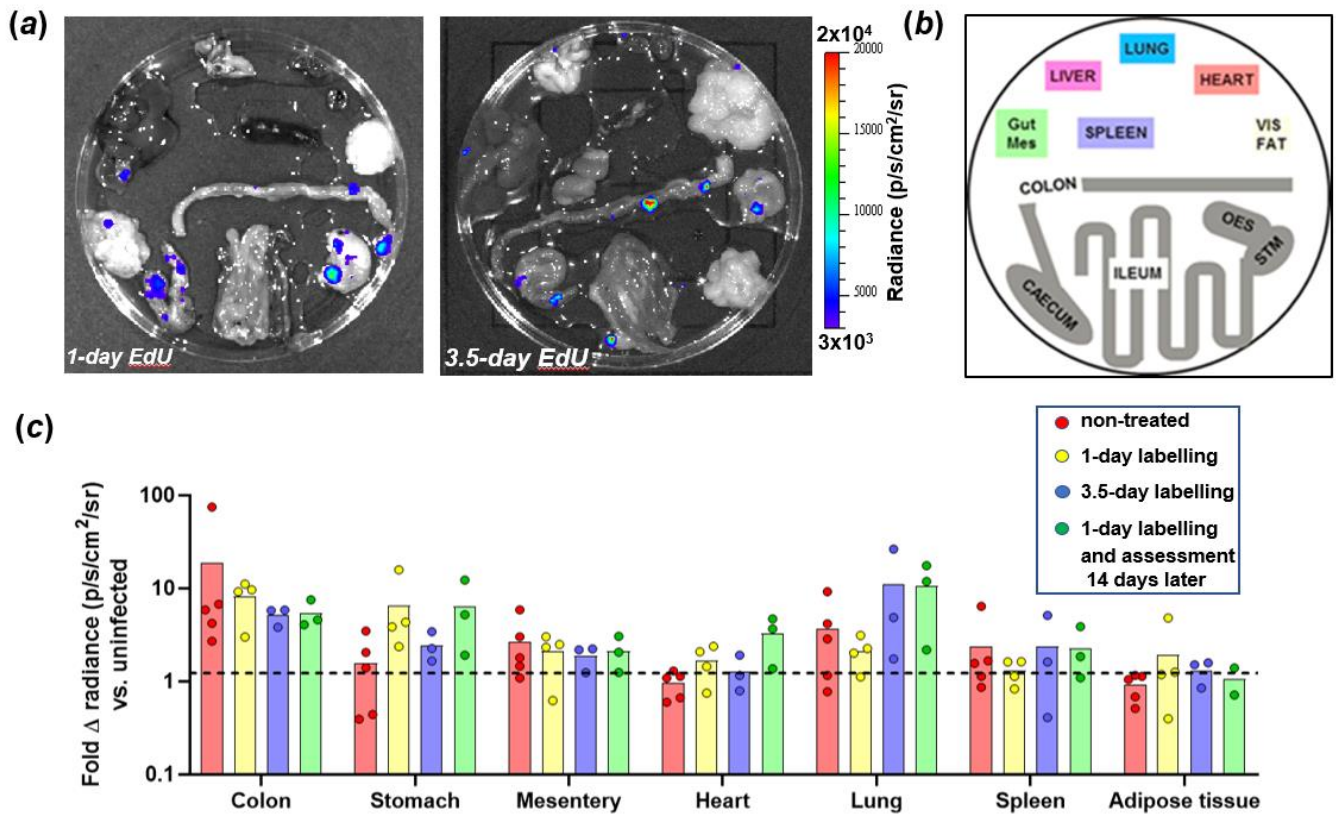 (a)
1-day EdU
3.5-day EdU
2x10⁴
20000
15000
10000
5000
3x10³
Radiance (p/s/cm²/sr)
(b)
LUNG
LIVER
HEART
Gut
Mes
SPLEEN
VIS
FAT
COLON
OES
STM
ILEUM
CAECUM
(c)
non-treated
1-day labelling
3.5-day labelling
1-day labelling
and assessment
14 days later
Fold Δ radiance (p/s/cm²/sr)
vs. uninfected
100
10
1
0.1
Colon
Stomach
Mesentery
Heart
Lung
Spleen
Adipose tissue